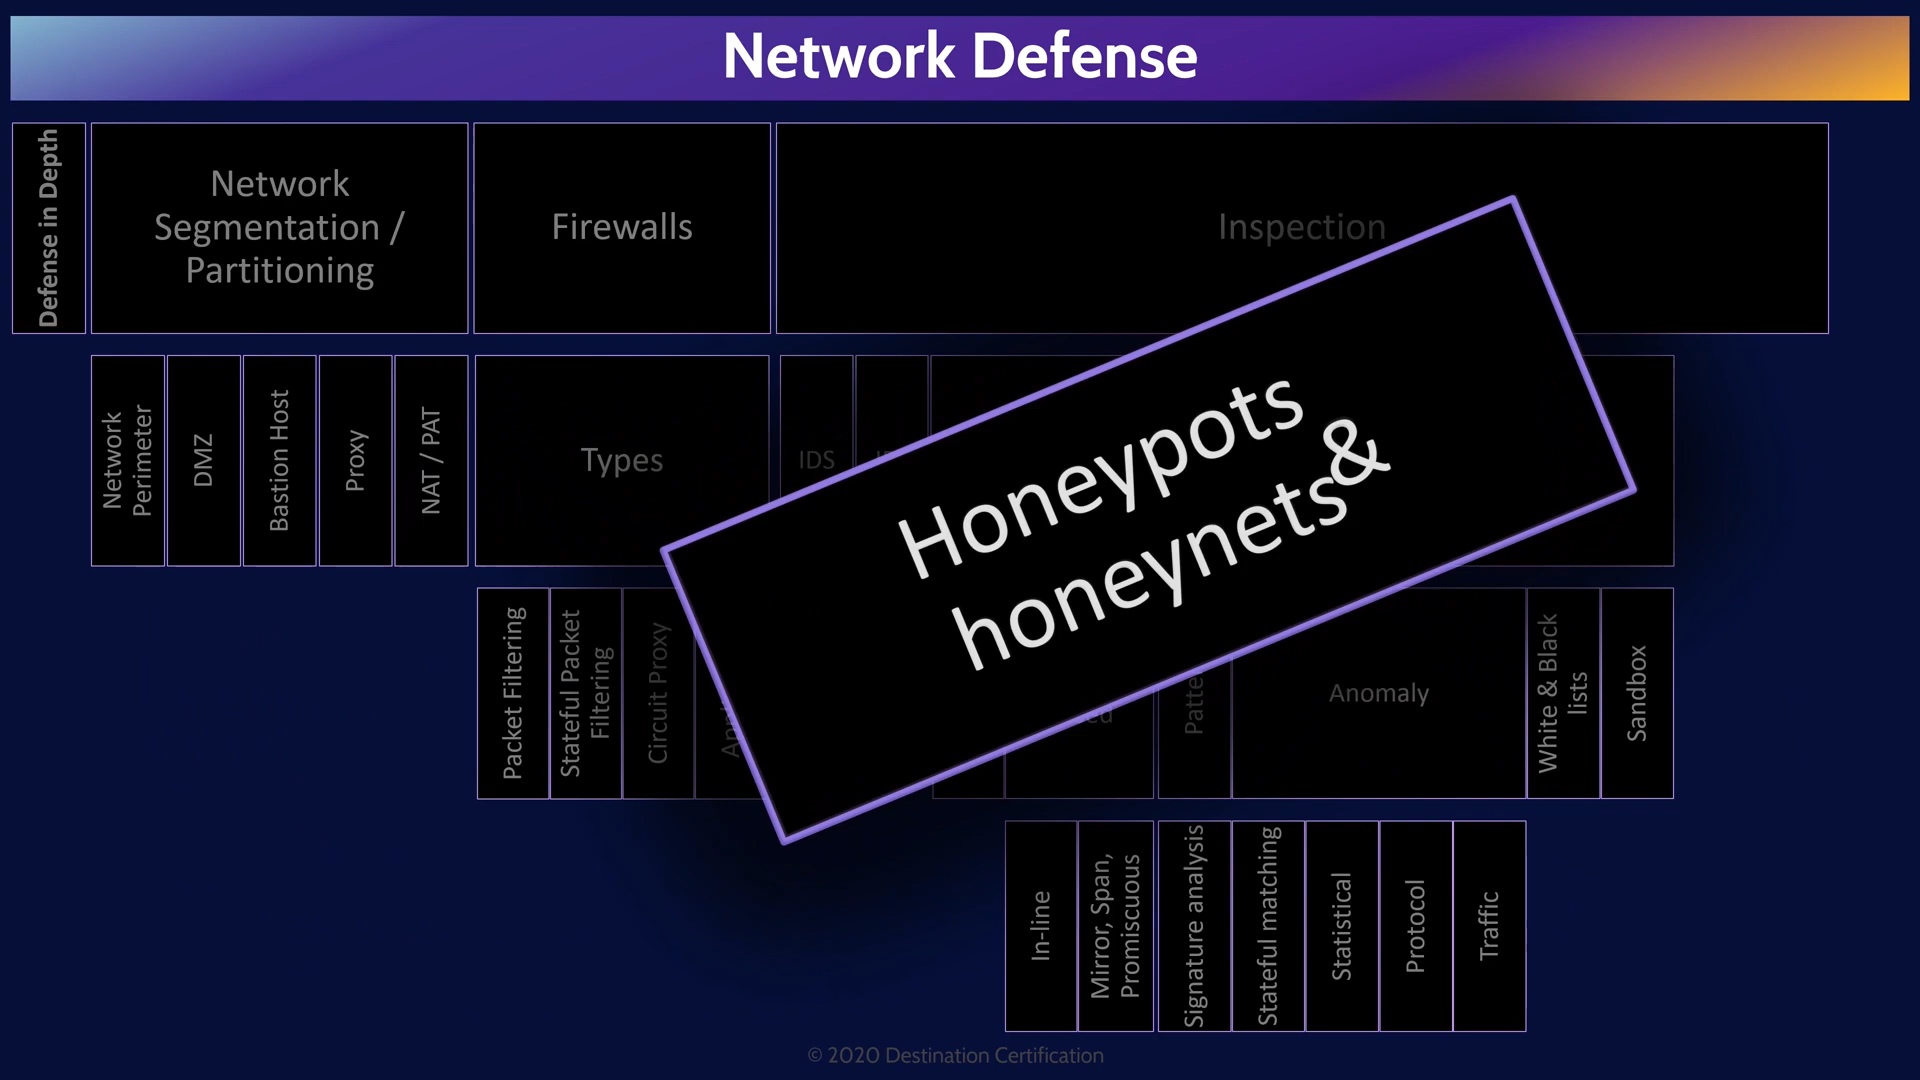 Network Defense
Defense in Depth
Network
Segmentation /
Partitioning
Firewalls
Inspection
Network
Perimeter
DMZ
Bastion Host
Proxy
NAT / PAT
Types
IDS
Honeypots
&
honeynets
Packet Filtering
Stateful Packet
Filtering
Circuit Proxy
Anomaly
White & Black
lists
Sandbox
In-line
Mirror, Span,
Promiscuous
Signature analysis
Stateful matching
Statistical
Protocol
Traffic
© 2020 Destination Certification